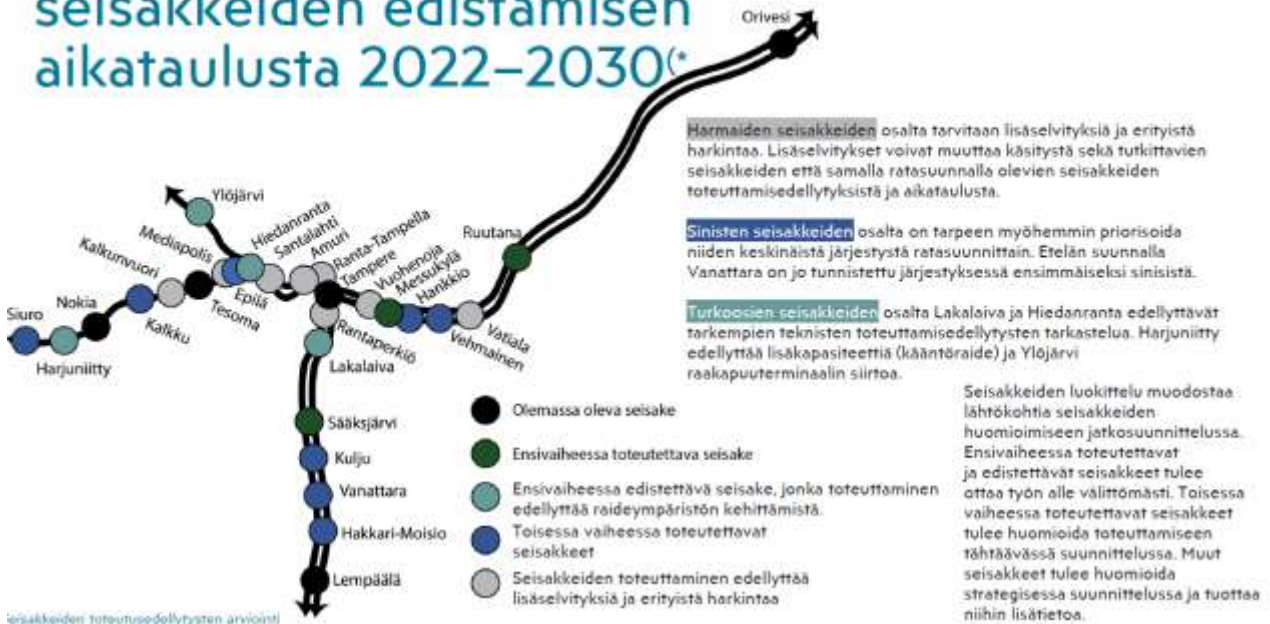 seisakkeiden edistämisen
aikataulusta 2022–2030(*
Orivesi
Harmaiden seisakkeiden osalta tarvitaan lisäselvityksiä ja erityistä
harkintaa. Lisäselvitykset voivat muuttaa käsitystä sekä tutkittavien
seisakkeiden että samalla ratasuunnalla olevien seisakkeiden
toteuttamisedellytyksistä ja aikataulusta.
Sinisten seisakkeiden osalta on tarpeen myöhemmin priorisoida
niiden keskinäistä järjestystä ratasuunnittain. Etelän suunnalla
Vanattara on jo tunnistettu järjestyksessä ensimmäiseksi sinisistä.
Turkoosien seisakkeiden osalta Lakalaiva ja Hiedanranta edellyttävät
tarkempien teknisten toteuttamisedellytysten tarkastelua. Harjuniitty
edellyttää lisäkapasiteettiä (kääntöraide) ja Ylöjärvi
raakapuuterminaalin siirtoa.
Ylöjärvi
Hiedanranta
Santalahti
Amuri
Ranta-Tampella
Tampere
Vuohenoja
Messukylä
Hankkio
Ruutana
Mediapolis
Kalkunvuori
Nokia
Siuro
Harjuniitty
Kalkku
Tesoma
Epilä
Rantaperkiö
Vehmainen
Vatiala
Lakalaiva
Sääksjärvi
Kulju
Vanattara
Hakkari-Moisio
Lempäälä
Olemassa oleva seisake
Ensivaiheessa toteutettava seisake
Ensivaiheessa edistettävä seisake, jonka toteuttaminen
edellyttää raideympäristön kehittämistä.
Toisessa vaiheessa toteutettavat
seisakkeet
Seisakkeiden toteuttaminen edellyttää
lisäselvityksiä ja erityistä harkintaa
Seisakkeiden luokittelu muodostaa
lähtökohtia seisakkeiden
huomioimiseen jatkosuunnittelussa.
Ensivaiheessa toteutettavat
ja edistettävät seisakkeet tulee
ottaa työn alle välittömästi. Toisessa
vaiheessa toteutettavat seisakkeet
tulee huomioida toteuttamiseen
tähtäävässä suunnittelussa. Muut
seisakkeet tulee huomioida
strategisessa suunnittelussa ja tuottaa
niihin lisätietoa.
seisakkeiden toteutusedellytysten arviointi